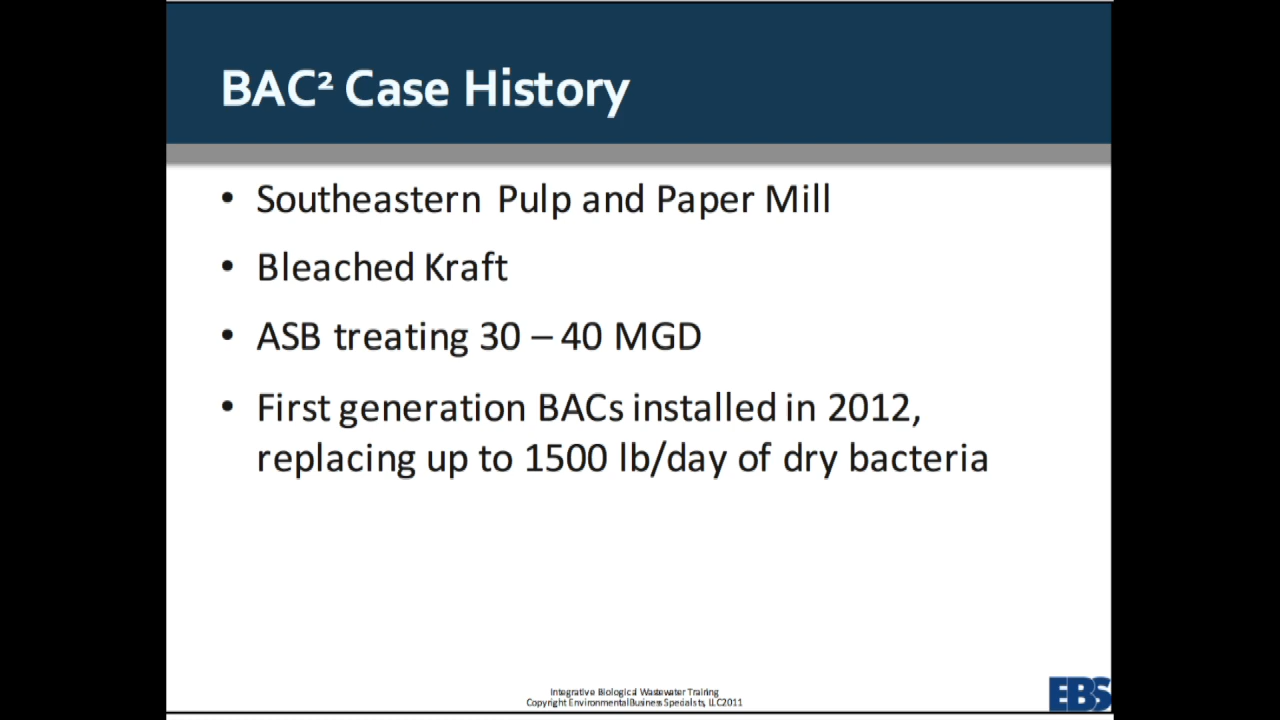 BAC² Case History
• Southeastern Pulp and Paper Mill
• Bleached Kraft
• ASB treating 30 – 40 MGD
• First generation BACs installed in 2012,
replacing up to 1500 lb/day of dry bacteria
Integrative Biological Wastewater Training
Copyright Environmental Business Specialists, LLC 2011
EBS